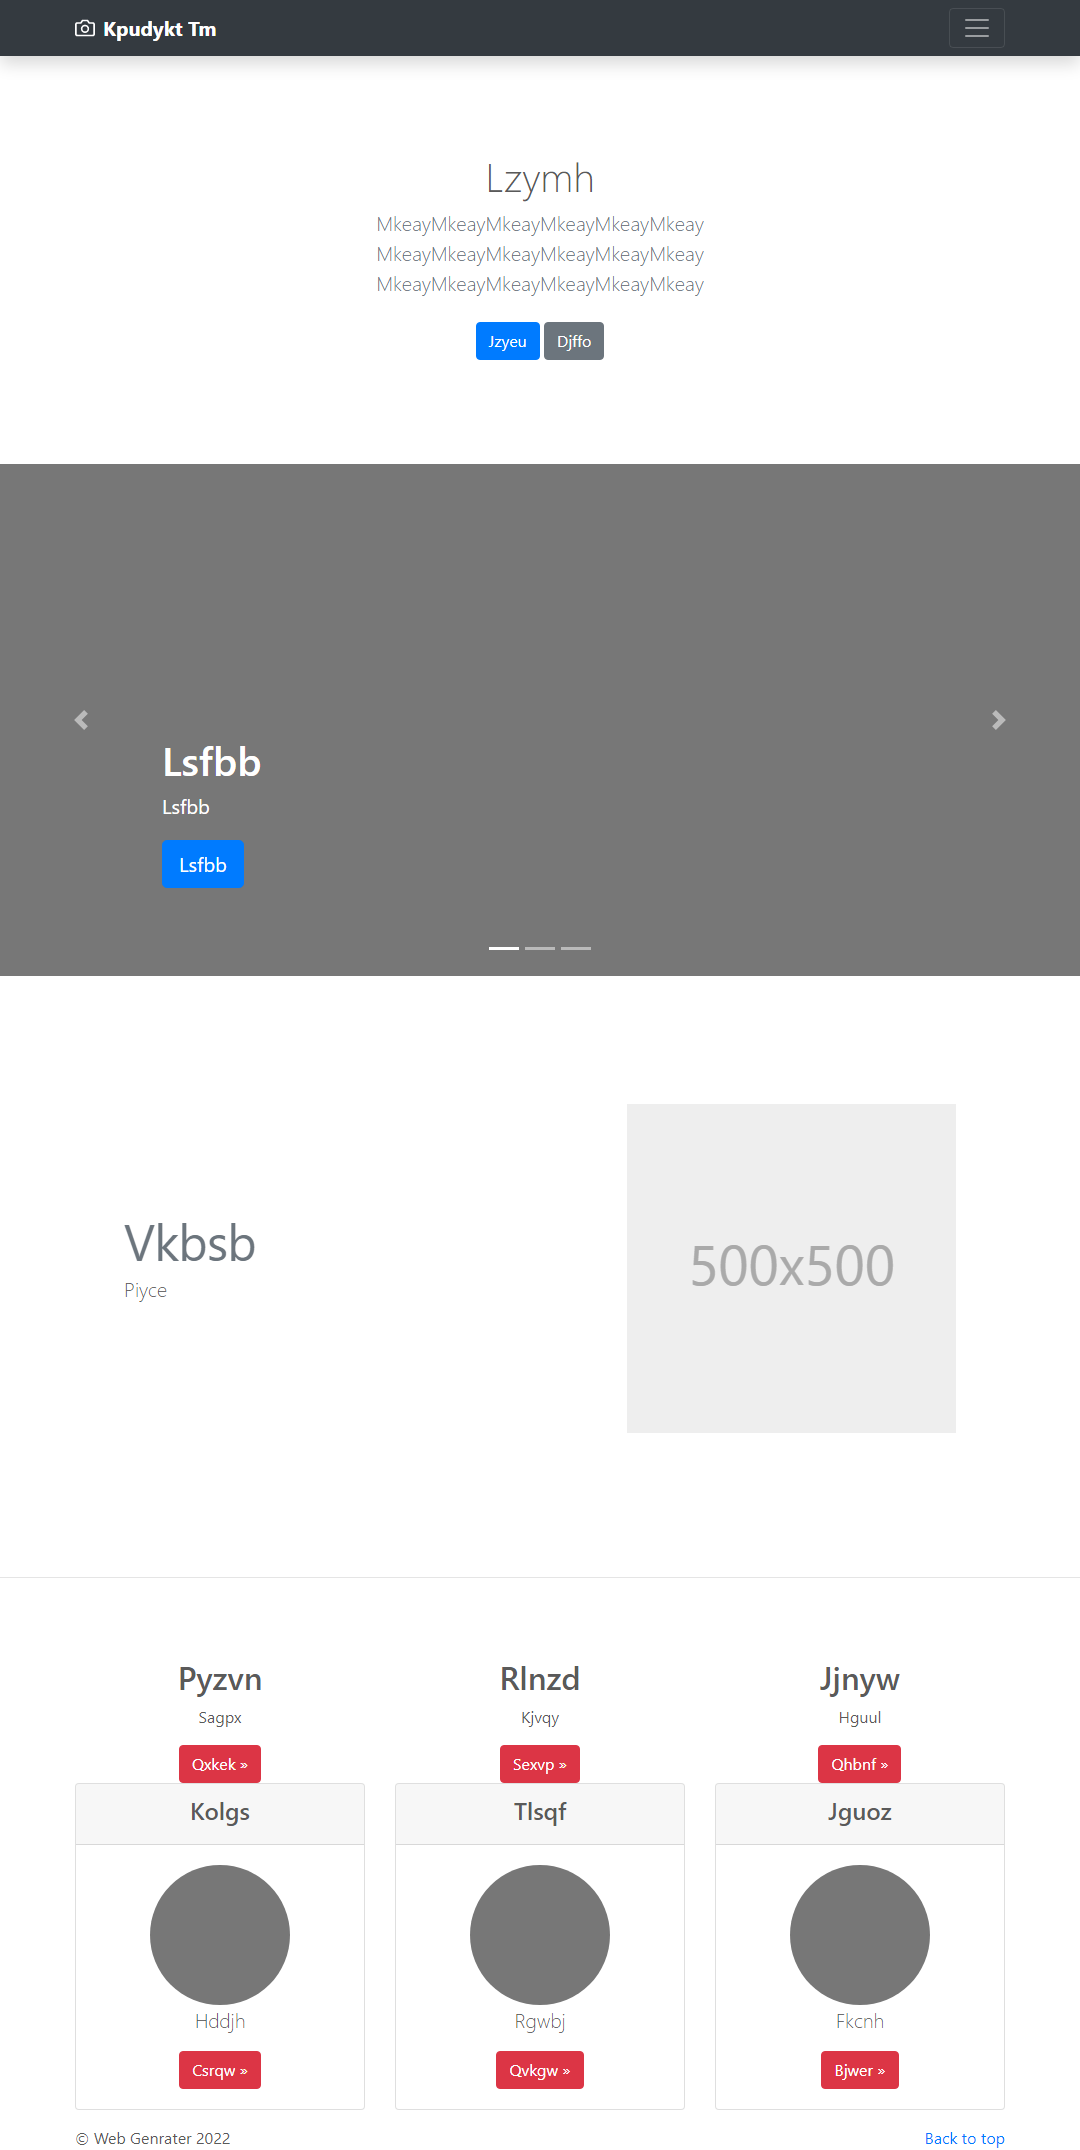 Kpudykt Tm
Lzymh
MkeayMkeayMkeayMkeayMkeayMkeay
MkeayMkeayMkeayMkeayMkeayMkeay
MkeayMkeayMkeayMkeayMkeayMkeay
Jzyeu Djffo
Lsfbb
Lsfbb
Lsfbb
Vkbsb
Piyce
500x500
Pyzvn
Sagpx
Qxkek »
Rlnzd
Kjvqy
Sexvp »
Jjnyw
Hguul
Qhbnf »
Kolgs
Hddjh
Csrqw »
Tlsqf
Rgwbj
Qvkgw »
Jguoz
Fkcnh
Bjwer »
© Web Genrater 2022
Back to top